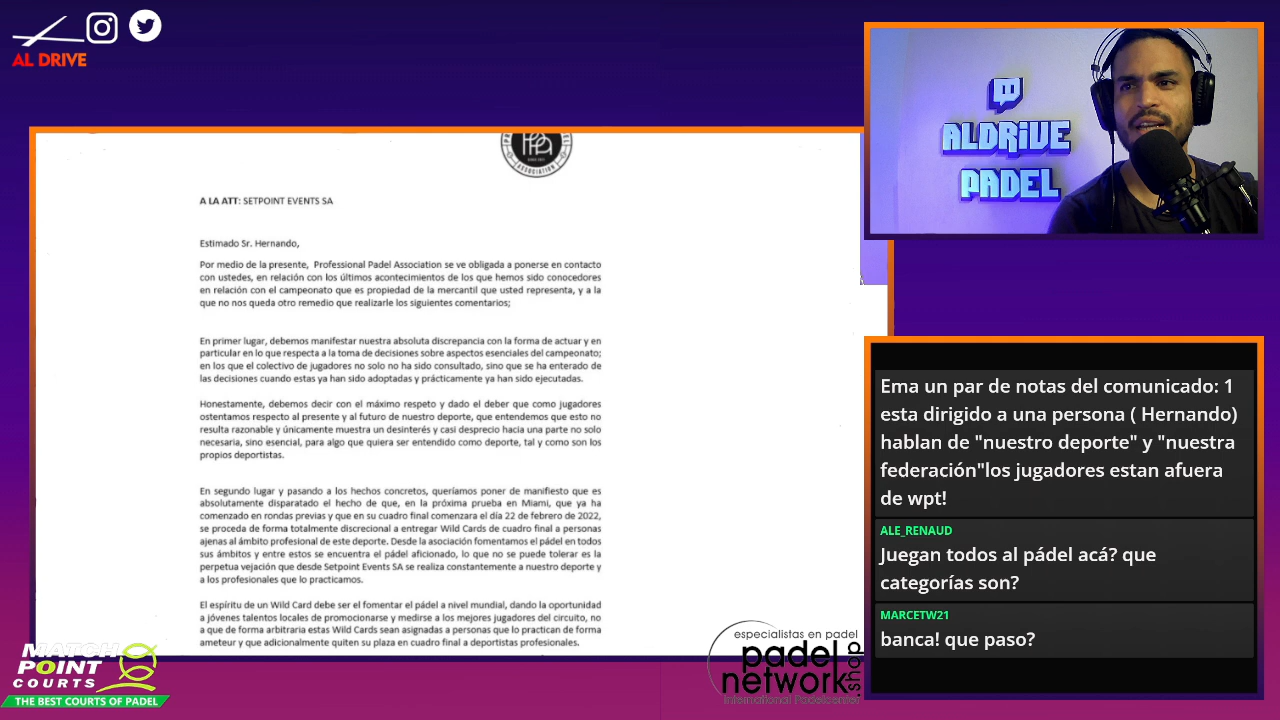 AL DRIVE
PPA
ASSOCIATION
A LA ATT: SETPOINT EVENTS SA
Estimado Sr. Hernando,
Por medio de la presente, Professional Padel Association se ve obligada a ponerse en contacto
con ustedes, en relación con los últimos acontecimientos de los que hemos sido conocedores
en relación con el campeonato que es propiedad de la mercantil que usted representa, y a la
que no nos queda otro remedio que realizarle los siguientes comentarios;
En primer lugar, debemos manifestar nuestra absoluta discrepancia con la forma de actuar y en
particular en lo que respecta a la toma de decisiones sobre aspectos esenciales del campeonato;
en los que el colectivo de jugadores no solo no ha sido consultado, sino que se ha enterado de
las decisiones cuando estas ya han sido adoptadas y prácticamente ya han sido ejecutadas.
Honestamente, debemos decir con el máximo respeto y dado el deber que como jugadores
ostentamos respecto al presente y al futuro de nuestro deporte, que entendemos que esto no
resulta razonable y únicamente muestra un desinterés y casi desprecio hacia una parte no solo
necesaria, sino esencial, para algo que quiera ser entendido como deporte, tal y como son los
propios deportistas.
En segundo lugar y pasando a los hechos concretos, queríamos poner de manifiesto que es
absolutamente disparatado el hecho de que, en la próxima prueba en Miami, que ya ha
comenzado en rondas previas y que en su cuadro final comenzara el día 22 de febrero de 2022,
se proceda de forma totalmente discrecional a entregar Wild Cards de cuadro final a personas
ajenas al ámbito profesional de este deporte. Desde la asociación fomentamos el pádel en todos
sus ámbitos y entre estos se encuentra el pádel aficionado, lo que no se puede tolerar es la
perpetua vejación que desde Setpoint Events SA se realiza constantemente a nuestro deporte y
a los profesionales que lo practicamos.
El espíritu de un Wild Card debe ser el fomentar el pádel a nivel mundial, dando la oportunidad
a jóvenes talentos locales de promocionarse y medirse a los mejores jugadores del circuito, no
a que de forma arbitraria estas Wild Cards sean asignadas a personas que lo practican de forma
ameteur y que adicionalmente quiten su plaza en cuadro final a deportistas profesionales.
ALDRIVE
PADEL
Ema un par de notas del comunicado: 1
esta dirigido a una persona ( Hernando)
hablan de "nuestro deporte" y "nuestra
federación"los jugadores estan afuera
de wpt!
ALE_RENAUD
Juegan todos al pádel acá? que
categorías son?
MARCETW21
banca! que paso?
MATCH
POINT
COURTS
THE BEST COURTS OF PADEL
especialistas en padel
padel
network
.shop
International Padelcenter